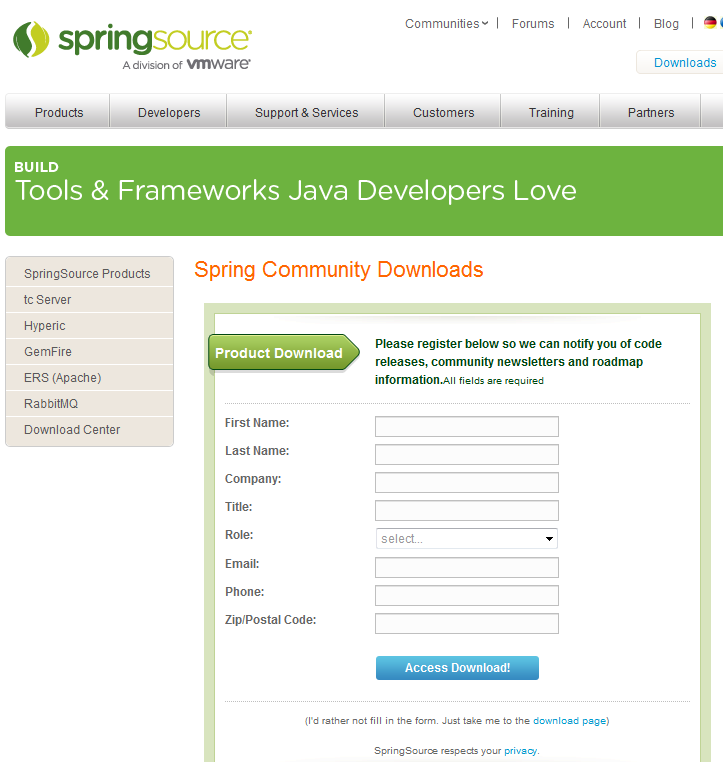 Communities | Forums | Account | Blog |
springsource
A division of vmware
Downloads
Products
Developers
Support & Services
Customers
Training
Partners
BUILD
Tools & Frameworks Java Developers Love
SpringSource Products
tc Server
Hyperic
GemFire
ERS (Apache)
RabbitMQ
Download Center
Spring Community Downloads
Product Download
Please register below so we can notify you of code
releases, community newsletters and roadmap
information.All fields are required
First Name:
Last Name:
Company:
Title:
Role:
select...
Email:
Phone:
Zip/Postal Code:
Access Download!
(I'd rather not fill in the form. Just take me to the download page)
SpringSource respects your privacy.